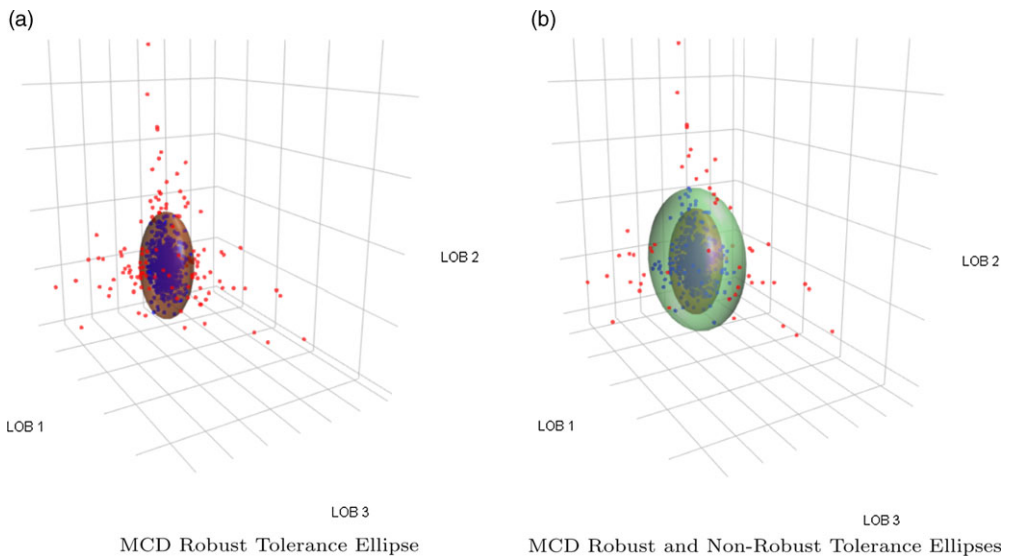 (a)
(b)
LOB 2
LOB 2
LOB 1
LOB 1
LOB 3
LOB 3
MCD Robust Tolerance Ellipse
MCD Robust and Non-Robust Tolerance Ellipses